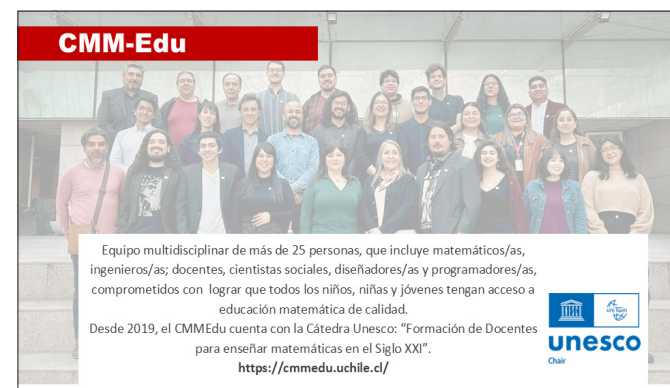 CMM-Edu
Equipo multidisciplinar de más de 25 personas, que incluye matemáticos/as,
ingenieros/as; docentes, cientistas sociales, diseñadores/as y programadores/as,
comprometidos con lograr que todos los niños, niñas y jóvenes tengan acceso a
educación matemática de calidad.
Desde 2019, el CMMEdu cuenta con la Cátedra Unesco: “Formación de Docentes
para enseñar matemáticas en el Siglo XXI”.
https://cmmedu.uchile.cl/
uni twin
unesco
Chair